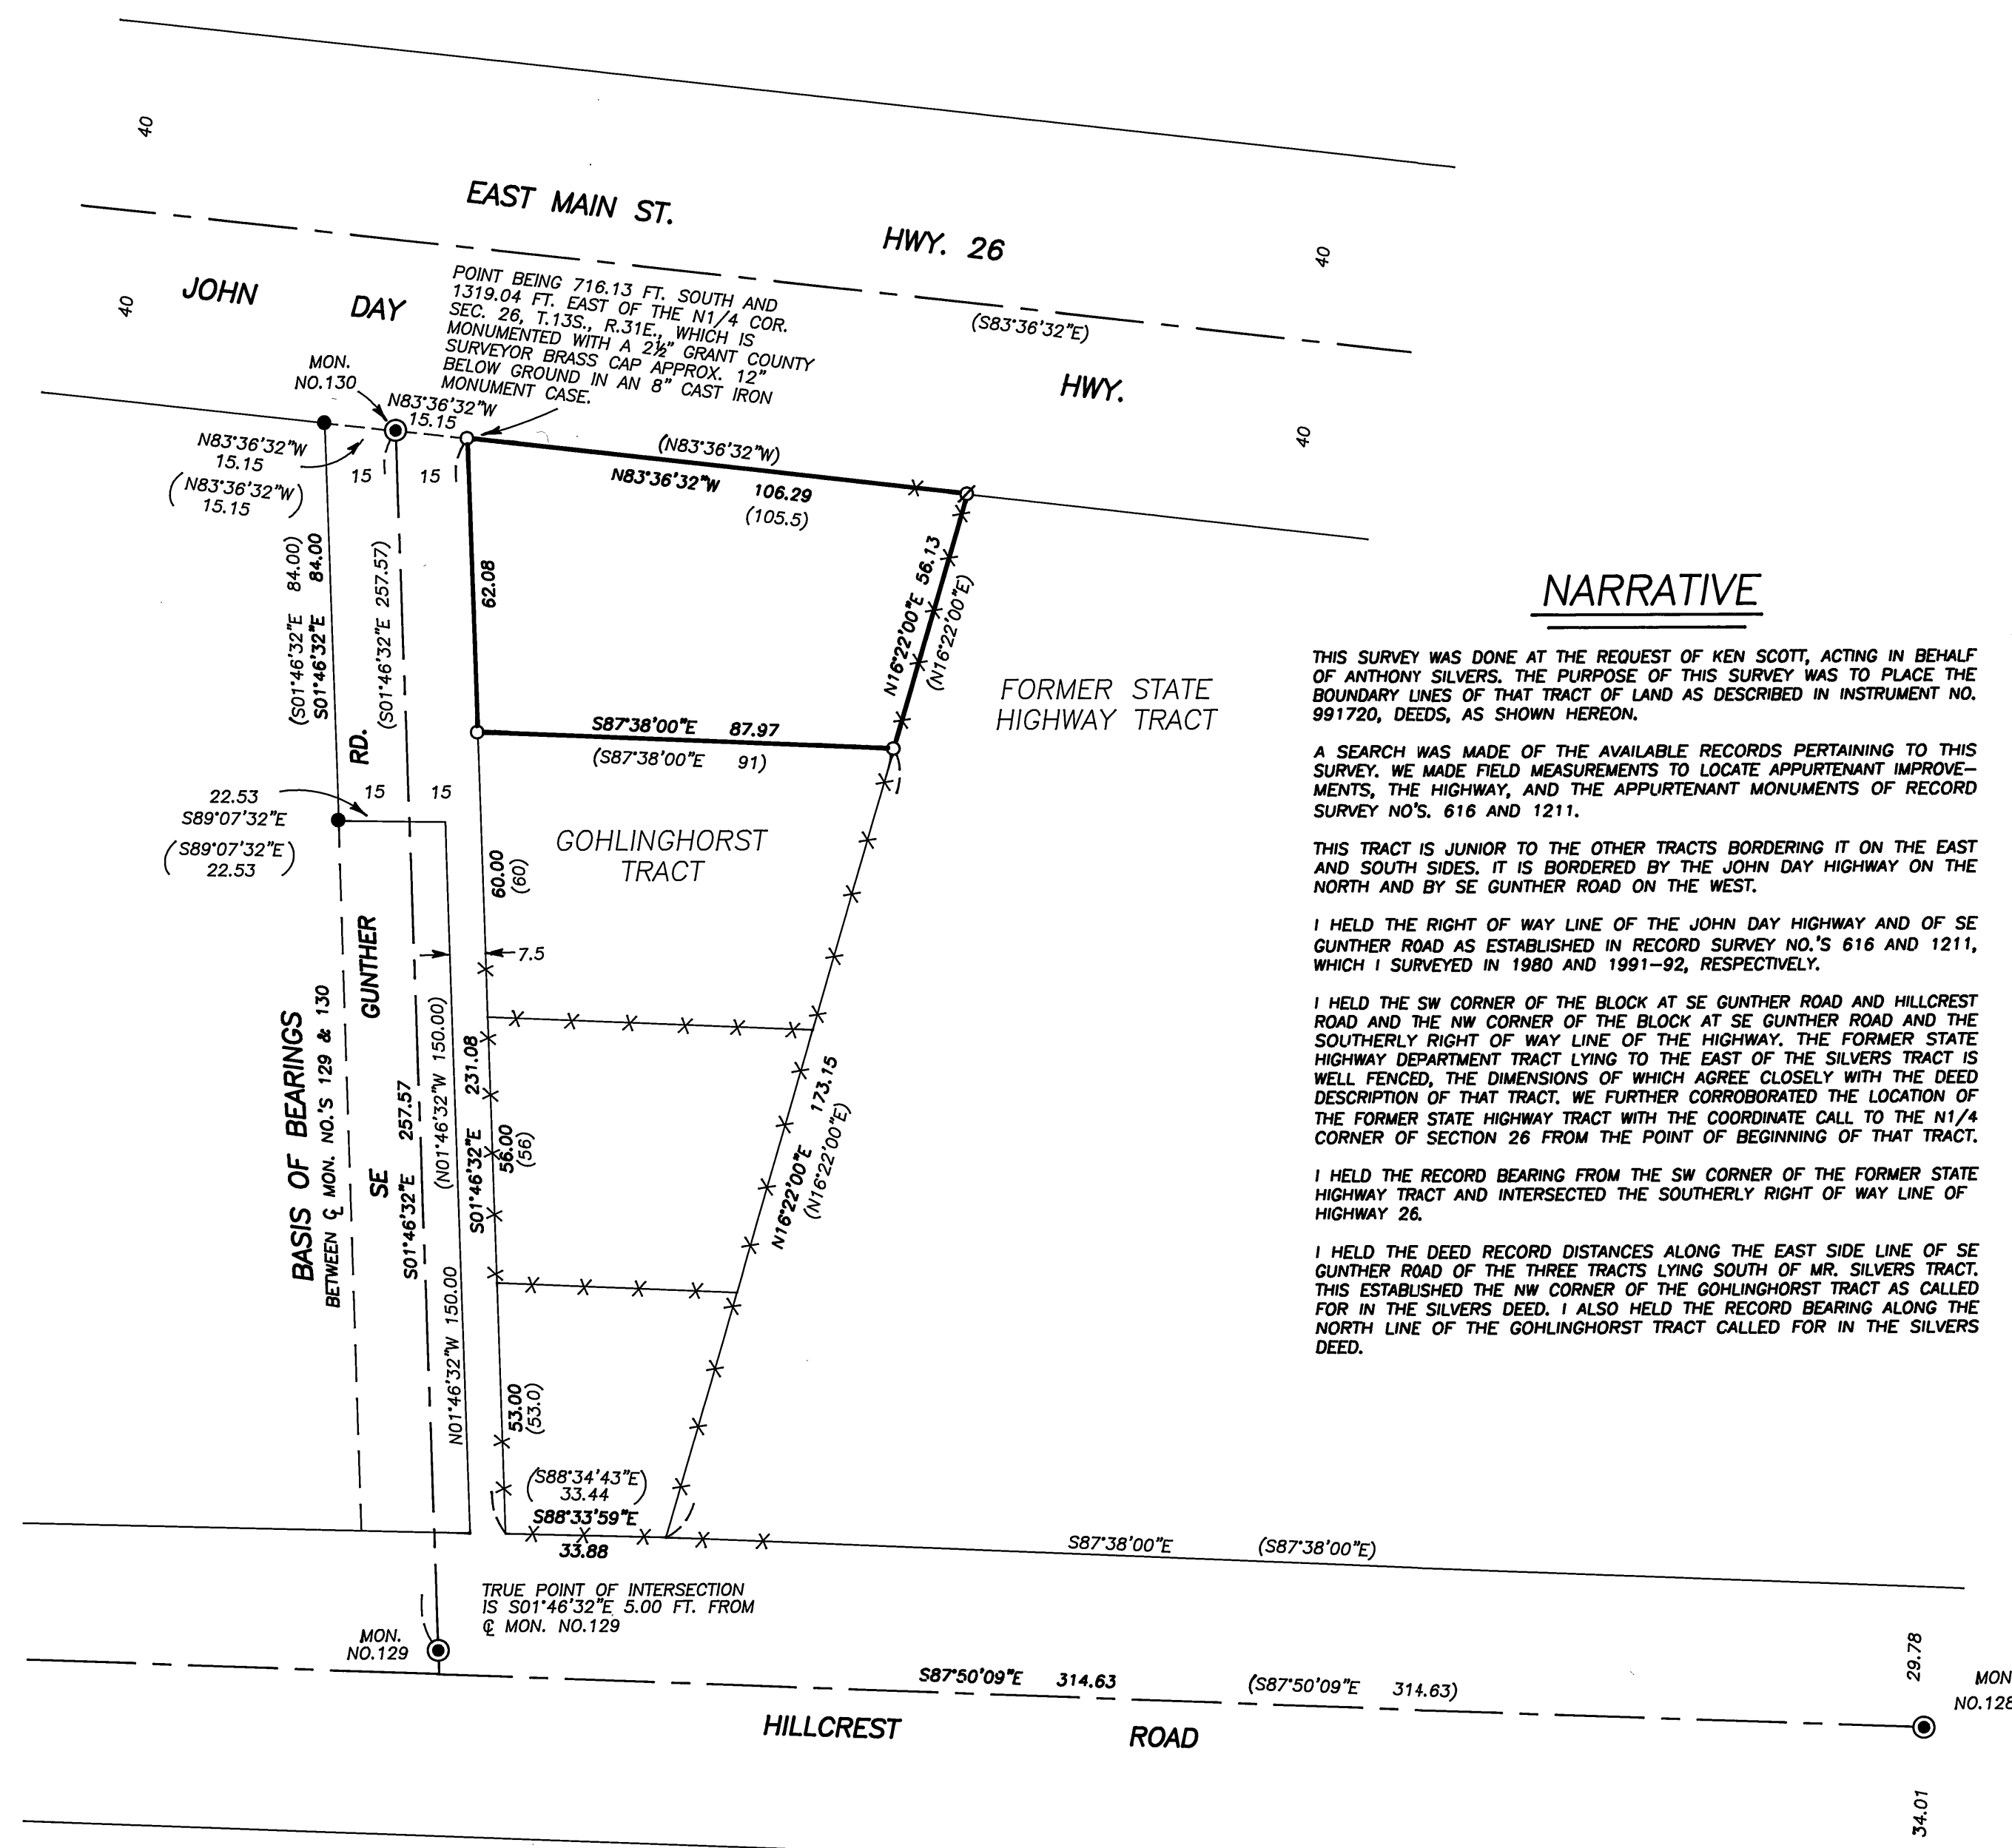 40
EAST MAIN ST.
HWY. 26
40
40
JOHN DAY
HWY.
(S83°36'32"E)
40
POINT BEING 716.13 FT. SOUTH AND
1319.04 FT. EAST OF THE N1/4 COR.
SEC. 26, T.13S., R.31E., WHICH IS
MONUMENTED WITH A 2½" GRANT COUNTY
SURVEYOR BRASS CAP APPROX. 12"
BELOW GROUND IN AN 8" CAST IRON
MONUMENT CASE.
MON.
NO.130
N83°36'32"W
15.15
N83°36'32"W
15.15
(N83°36'32"W)
15.15
15
15
(N83°36'32"W)
N83°36'32"W 106.29
(105.5)
(S01°46'32"E 84.00)
S01°46'32"E 84.00
(S01°46'32"E 257.57)
62.08
N16°22'00"E 56.13
(N16°22'00"E)
S87°38'00"E 87.97
(S87°38'00"E 91)
FORMER STATE
HIGHWAY TRACT
RD.
15
15
22.53
S89°07'32"E
(S89°07'32"E)
22.53
GOHLINGHORST
TRACT
60.00
(60)
GUNTHER
7.5
BASIS OF BEARINGS
BETWEEN ℄ MON. NO.'S 129 & 130
SE
S01°46'32"E 257.57
(N01°46'32"W 150.00)
N01°46'32"W 150.00
S01°46'32"E 231.08
56.00
(56)
N16°22'00"E 173.15
(N16°22'00"E)
53.00
(53.0)
(S88°34'43"E)
33.44
S88°33'59"E
33.88
S87°38'00"E (S87°38'00"E)
TRUE POINT OF INTERSECTION
IS S01°46'32"E 5.00 FT. FROM
℄ MON. NO.129
MON.
NO.129
S87°50'09"E 314.63 (S87°50'09"E 314.63)
HILLCREST ROAD
29.78
MON
NO.128
34.01
NARRATIVE
THIS SURVEY WAS DONE AT THE REQUEST OF KEN SCOTT, ACTING IN BEHALF
OF ANTHONY SILVERS. THE PURPOSE OF THIS SURVEY WAS TO PLACE THE
BOUNDARY LINES OF THAT TRACT OF LAND AS DESCRIBED IN INSTRUMENT NO.
991720, DEEDS, AS SHOWN HEREON.
A SEARCH WAS MADE OF THE AVAILABLE RECORDS PERTAINING TO THIS
SURVEY. WE MADE FIELD MEASUREMENTS TO LOCATE APPURTENANT IMPROVE-
MENTS, THE HIGHWAY, AND THE APPURTENANT MONUMENTS OF RECORD
SURVEY NO'S. 616 AND 1211.
THIS TRACT IS JUNIOR TO THE OTHER TRACTS BORDERING IT ON THE EAST
AND SOUTH SIDES. IT IS BORDERED BY THE JOHN DAY HIGHWAY ON THE
NORTH AND BY SE GUNTHER ROAD ON THE WEST.
I HELD THE RIGHT OF WAY LINE OF THE JOHN DAY HIGHWAY AND OF SE
GUNTHER ROAD AS ESTABLISHED IN RECORD SURVEY NO.'S 616 AND 1211,
WHICH I SURVEYED IN 1980 AND 1991-92, RESPECTIVELY.
I HELD THE SW CORNER OF THE BLOCK AT SE GUNTHER ROAD AND HILLCREST
ROAD AND THE NW CORNER OF THE BLOCK AT SE GUNTHER ROAD AND THE
SOUTHERLY RIGHT OF WAY LINE OF THE HIGHWAY. THE FORMER STATE
HIGHWAY DEPARTMENT TRACT LYING TO THE EAST OF THE SILVERS TRACT IS
WELL FENCED, THE DIMENSIONS OF WHICH AGREE CLOSELY WITH THE DEED
DESCRIPTION OF THAT TRACT. WE FURTHER CORROBORATED THE LOCATION OF
THE FORMER STATE HIGHWAY TRACT WITH THE COORDINATE CALL TO THE N1/4
CORNER OF SECTION 26 FROM THE POINT OF BEGINNING OF THAT TRACT.
I HELD THE RECORD BEARING FROM THE SW CORNER OF THE FORMER STATE
HIGHWAY TRACT AND INTERSECTED THE SOUTHERLY RIGHT OF WAY LINE OF
HIGHWAY 26.
I HELD THE DEED RECORD DISTANCES ALONG THE EAST SIDE LINE OF SE
GUNTHER ROAD OF THE THREE TRACTS LYING SOUTH OF MR. SILVERS TRACT.
THIS ESTABLISHED THE NW CORNER OF THE GOHLINGHORST TRACT AS CALLED
FOR IN THE SILVERS DEED. I ALSO HELD THE RECORD BEARING ALONG THE
NORTH LINE OF THE GOHLINGHORST TRACT CALLED FOR IN THE SILVERS
DEED.